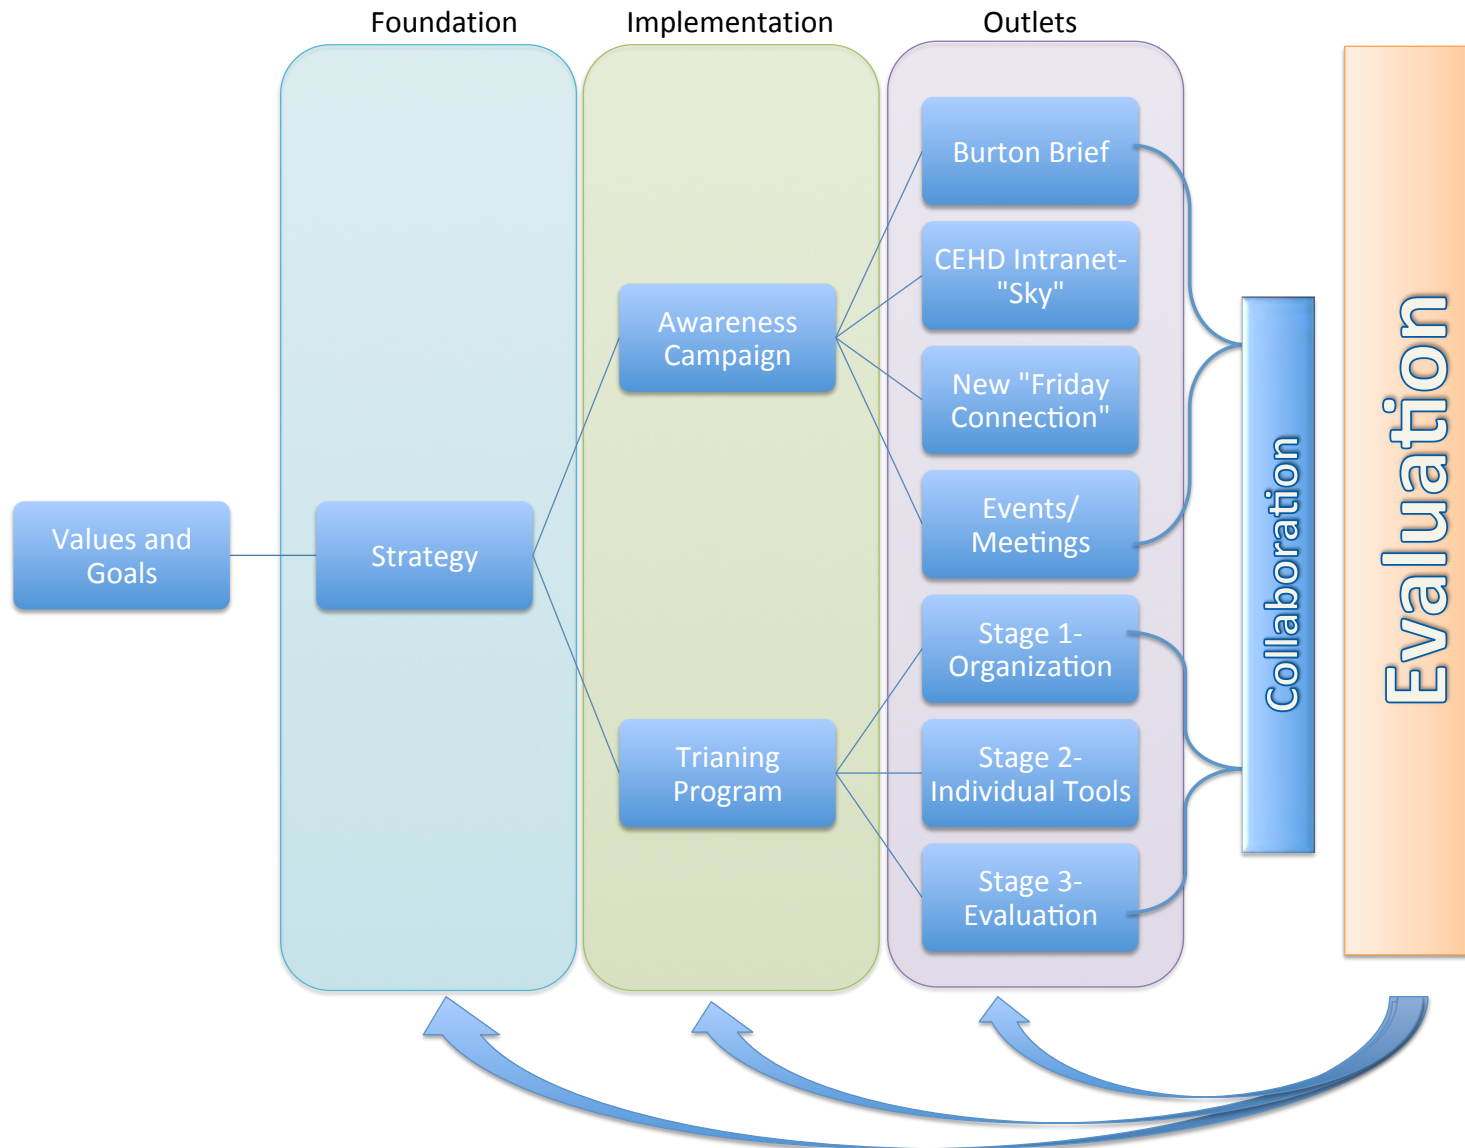 Foundation
Implementation
Outlets
Values and
Goals
Strategy
Awareness
Campaign
Trianing
Program
Burton Brief
CEHD Intranet-
"Sky"
New "Friday
Connection"
Events/
Meetings
Stage 1-
Organization
Stage 2-
Individual Tools
Stage 3-
Evaluation
Collaboration
Evaluation